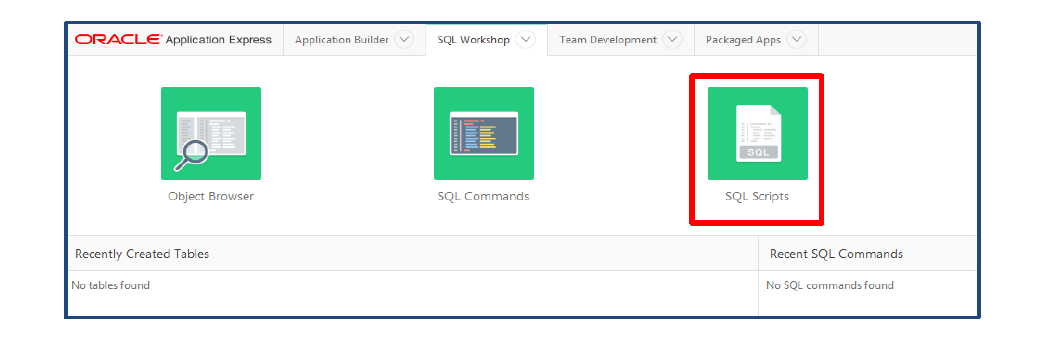 ORACLE Application Express Application Builder SQL Workshop Team Development Packaged Apps
SQL
Object Browser SQL Commands SQL Scripts
Recently Created Tables Recent SQL Commands
No tables found No SQL commands found